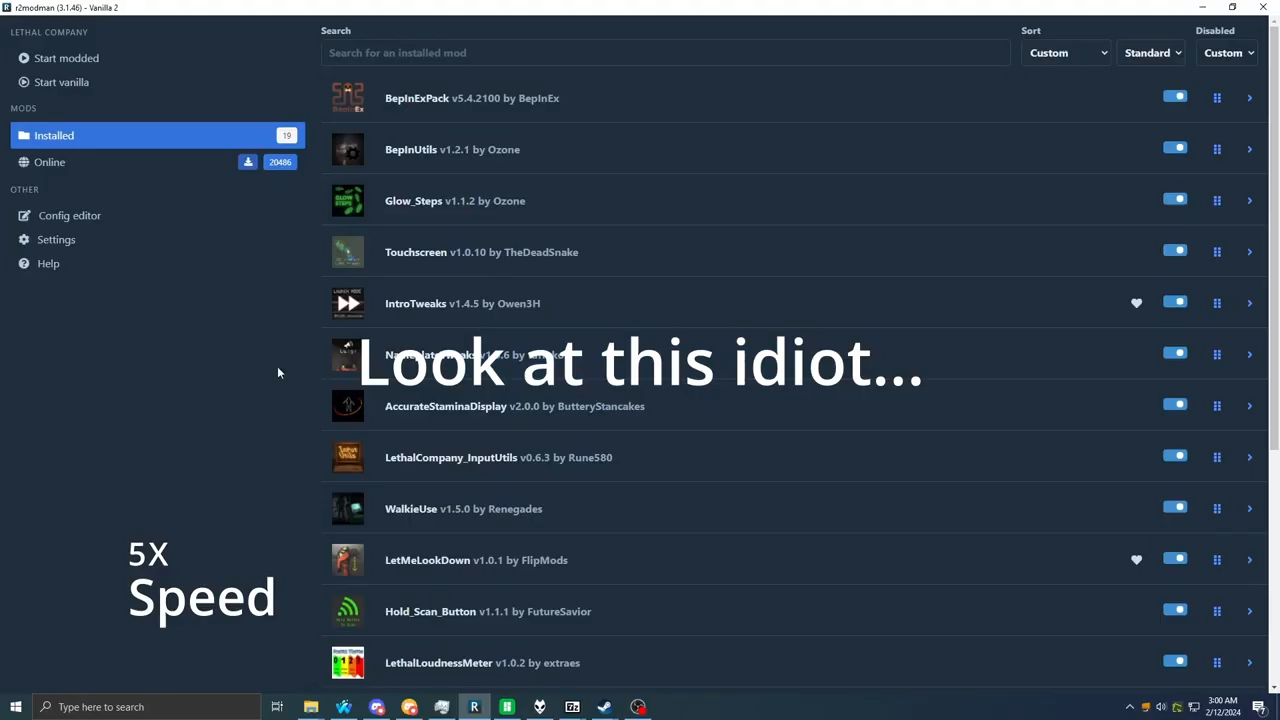 r2modman (3.1.46) - Vanilla 2
LETHAL COMPANY
Start modded
Start vanilla
MODS
Installed 19
Online 20486
OTHER
Config editor
Settings
Help
Search
Search for an installed mod
Sort
Custom
Standard
Disabled
Custom
BepInExPack v5.4.2100 by BepInEx
BepInUtils v1.2.1 by Ozone
Glow_Steps v1.1.2 by Ozone
Touchscreen v1.0.10 by TheDeadSnake
IntroTweaks v1.4.5 by Owen3H
Look at this idiot...
AccurateStaminaDisplay v2.0.0 by ButteryStancakes
LethalCompany_InputUtils v0.6.3 by Rune580
WalkieUse v1.5.0 by Renegades
LetMeLookDown v1.0.1 by FlipMods
Hold_Scan_Button v1.1.1 by FutureSavior
LethalLoudnessMeter v1.0.2 by extraes
5X
Speed
Type here to search
3:00 AM
2/12/2024